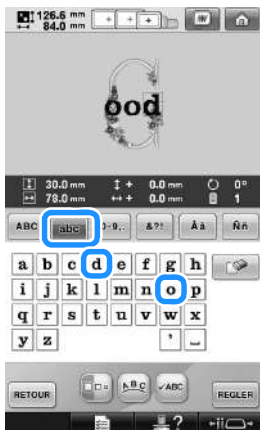 126.6 mm
84.0 mm
ood
30.0 mm + 0.0 mm 0°
78.0 mm + 0.0 mm 1
ABC abc 0-9,. &?! Ää Ññ
a b c d e f g h
i j k l m n o p
q r s t u v w x
y z ' _
RETOUR ABC ABC REGLER
?